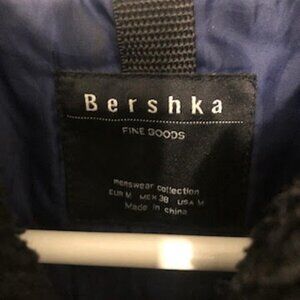 Bershka
FINE GOODS
menswear collection
EUR M MEX 38 USA M
Made in china